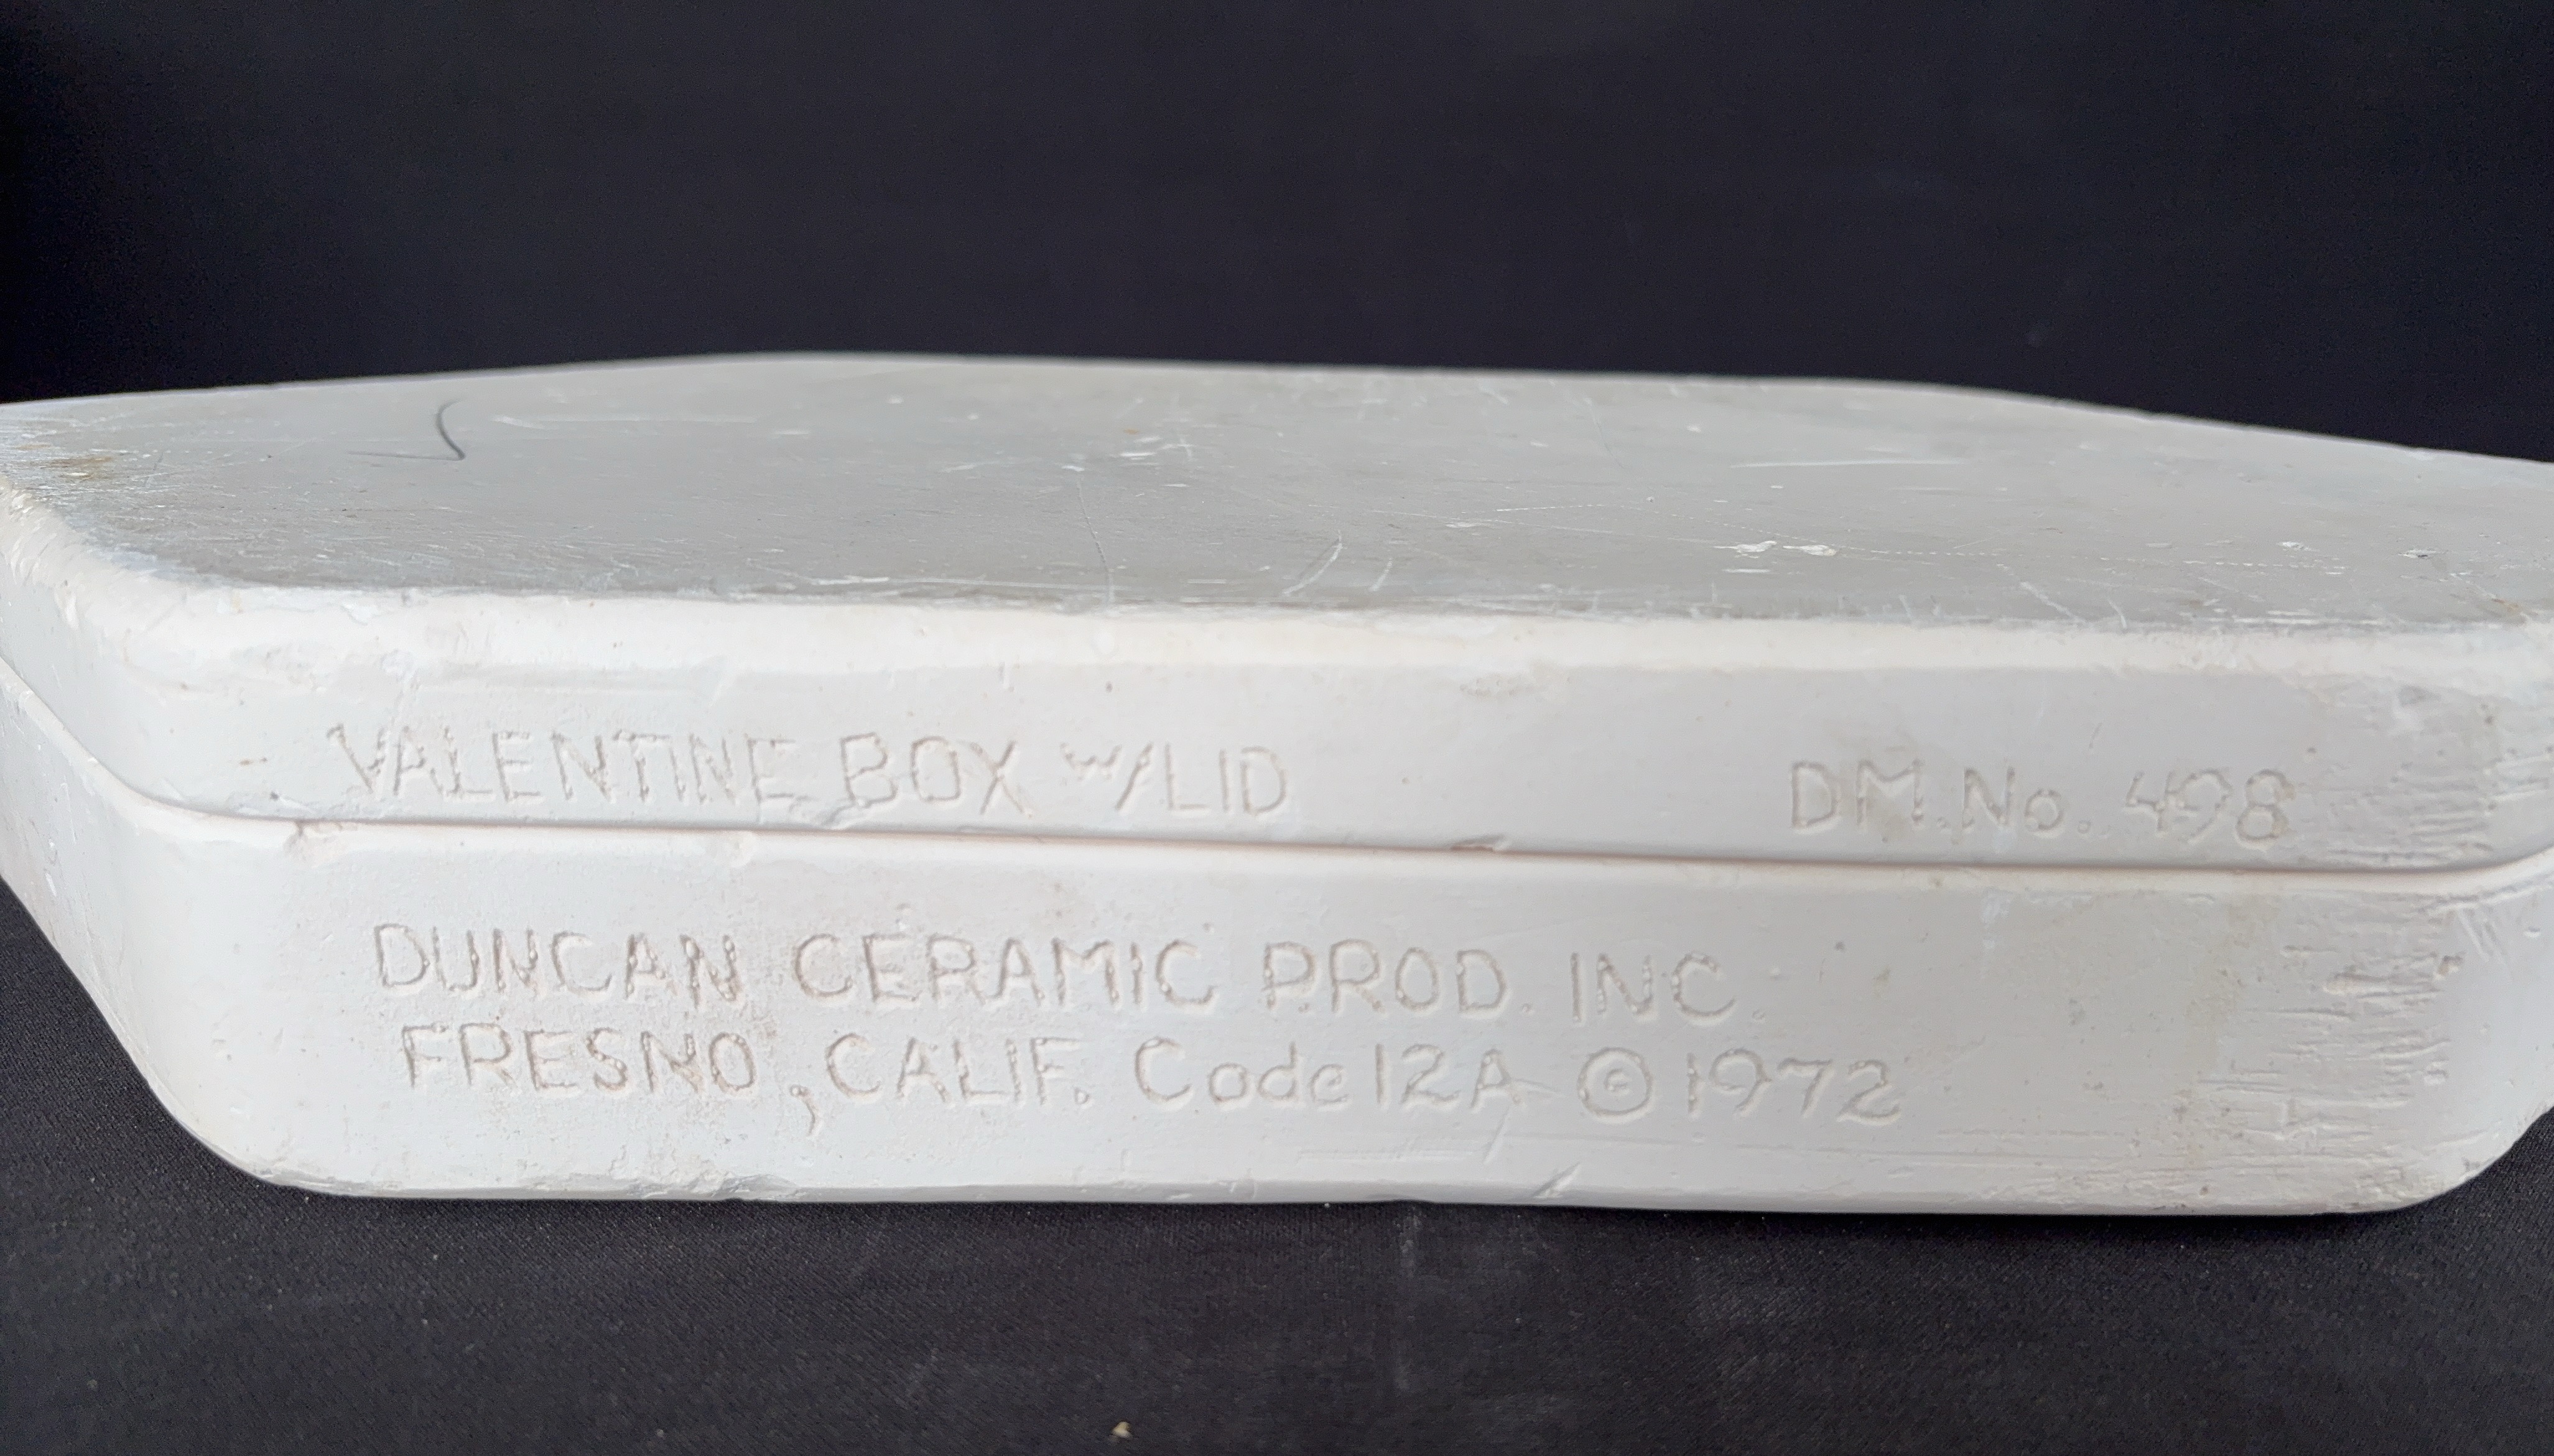 VALENTINE BOX w/LID DM.No. 498
DUNCAN CERAMIC PROD. INC.
FRESNO, CALIF. Code 12A © 1972